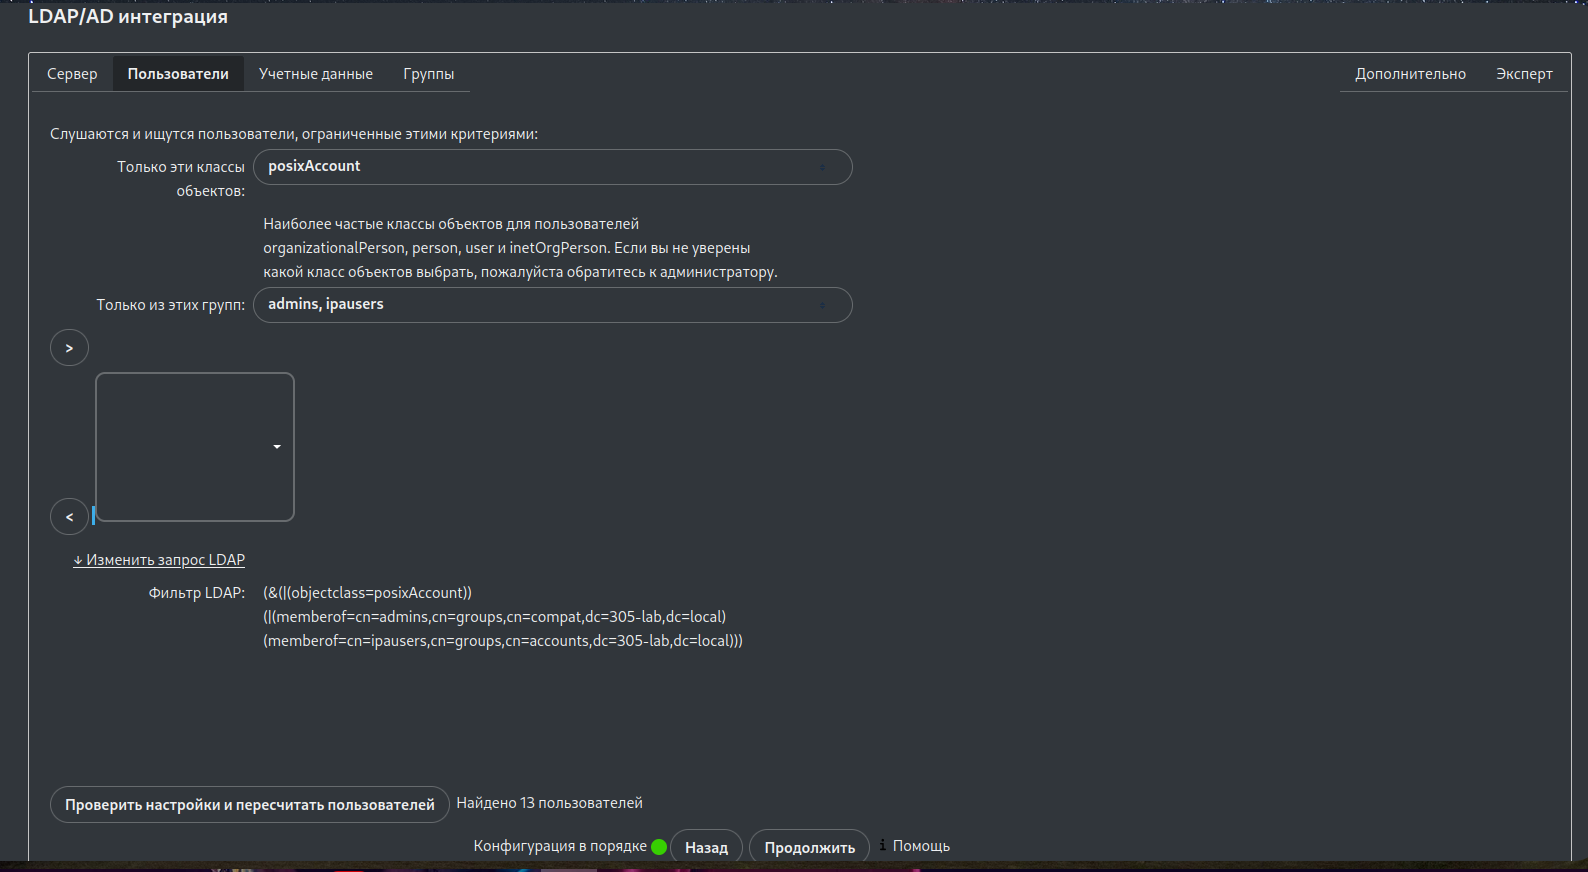 LDAP/AD интеграция
Сервер Пользователи Учетные данные Группы Дополнительно Эксперт
Слушаются и ищутся пользователи, ограниченные этими критериями:
Только эти классы posixAccount
объектов:
Наиболее частые классы объектов для пользователей
organizationalPerson, person, user и inetOrgPerson. Если вы не уверены
какой класс объектов выбрать, пожалуйста обратитесь к администратору.
Только из этих групп: admins, ipausers
>
<
↓ Изменить запрос LDAP
Фильтр LDAP: (&(|(objectclass=posixAccount))
(|(memberof=cn=admins,cn=groups,cn=compat,dc=305-lab,dc=local)
(memberof=cn=ipausers,cn=groups,cn=accounts,dc=305-lab,dc=local)))
Проверить настройки и пересчитать пользователей Найдено 13 пользователей
Конфигурация в порядке Назад Продолжить i Помощь